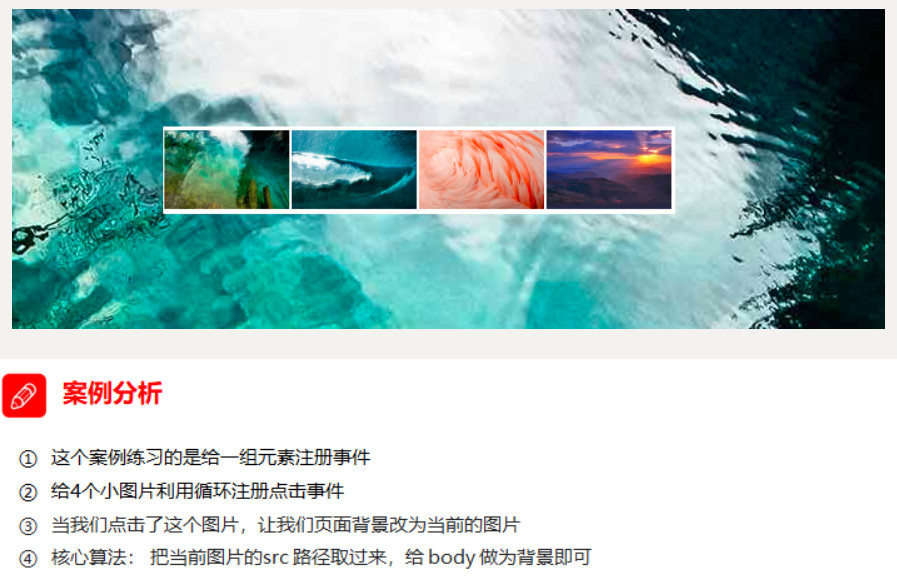 案例分析
① 这个案例练习的是给一组元素注册事件
② 给4个小图片利用循环注册点击事件
③ 当我们点击了这个图片，让我们页面背景改为当前的图片
④ 核心算法： 把当前图片的src 路径取过来，给 body 做为背景即可